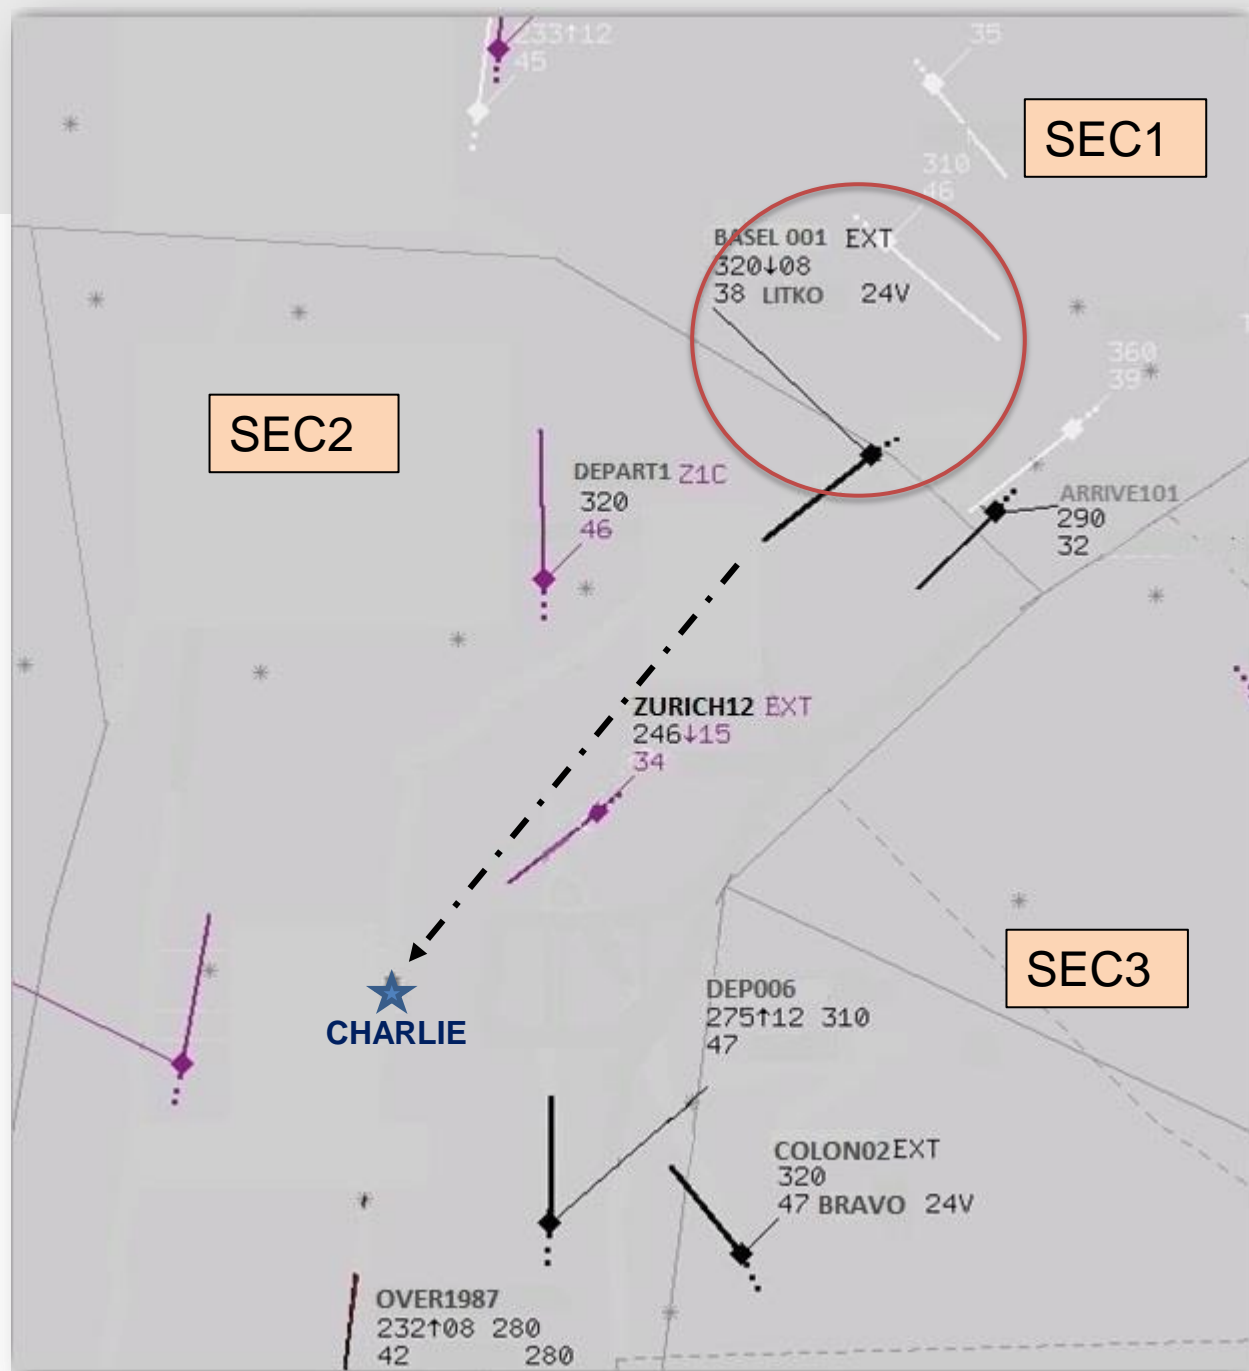 233↑12
45
35
SEC1
310
46
BASEL 001 EXT
320↓08
38 LITKO 24V
360
39
SEC2
DEPART1 Z1C
320
46
ARRIVE101
290
32
ZURICH12 EXT
246↓15
34
SEC3
CHARLIE
DEP006
275↑12 310
47
COLON02 EXT
320
47 BRAVO 24V
OVER1987
232↑08 280
42 280